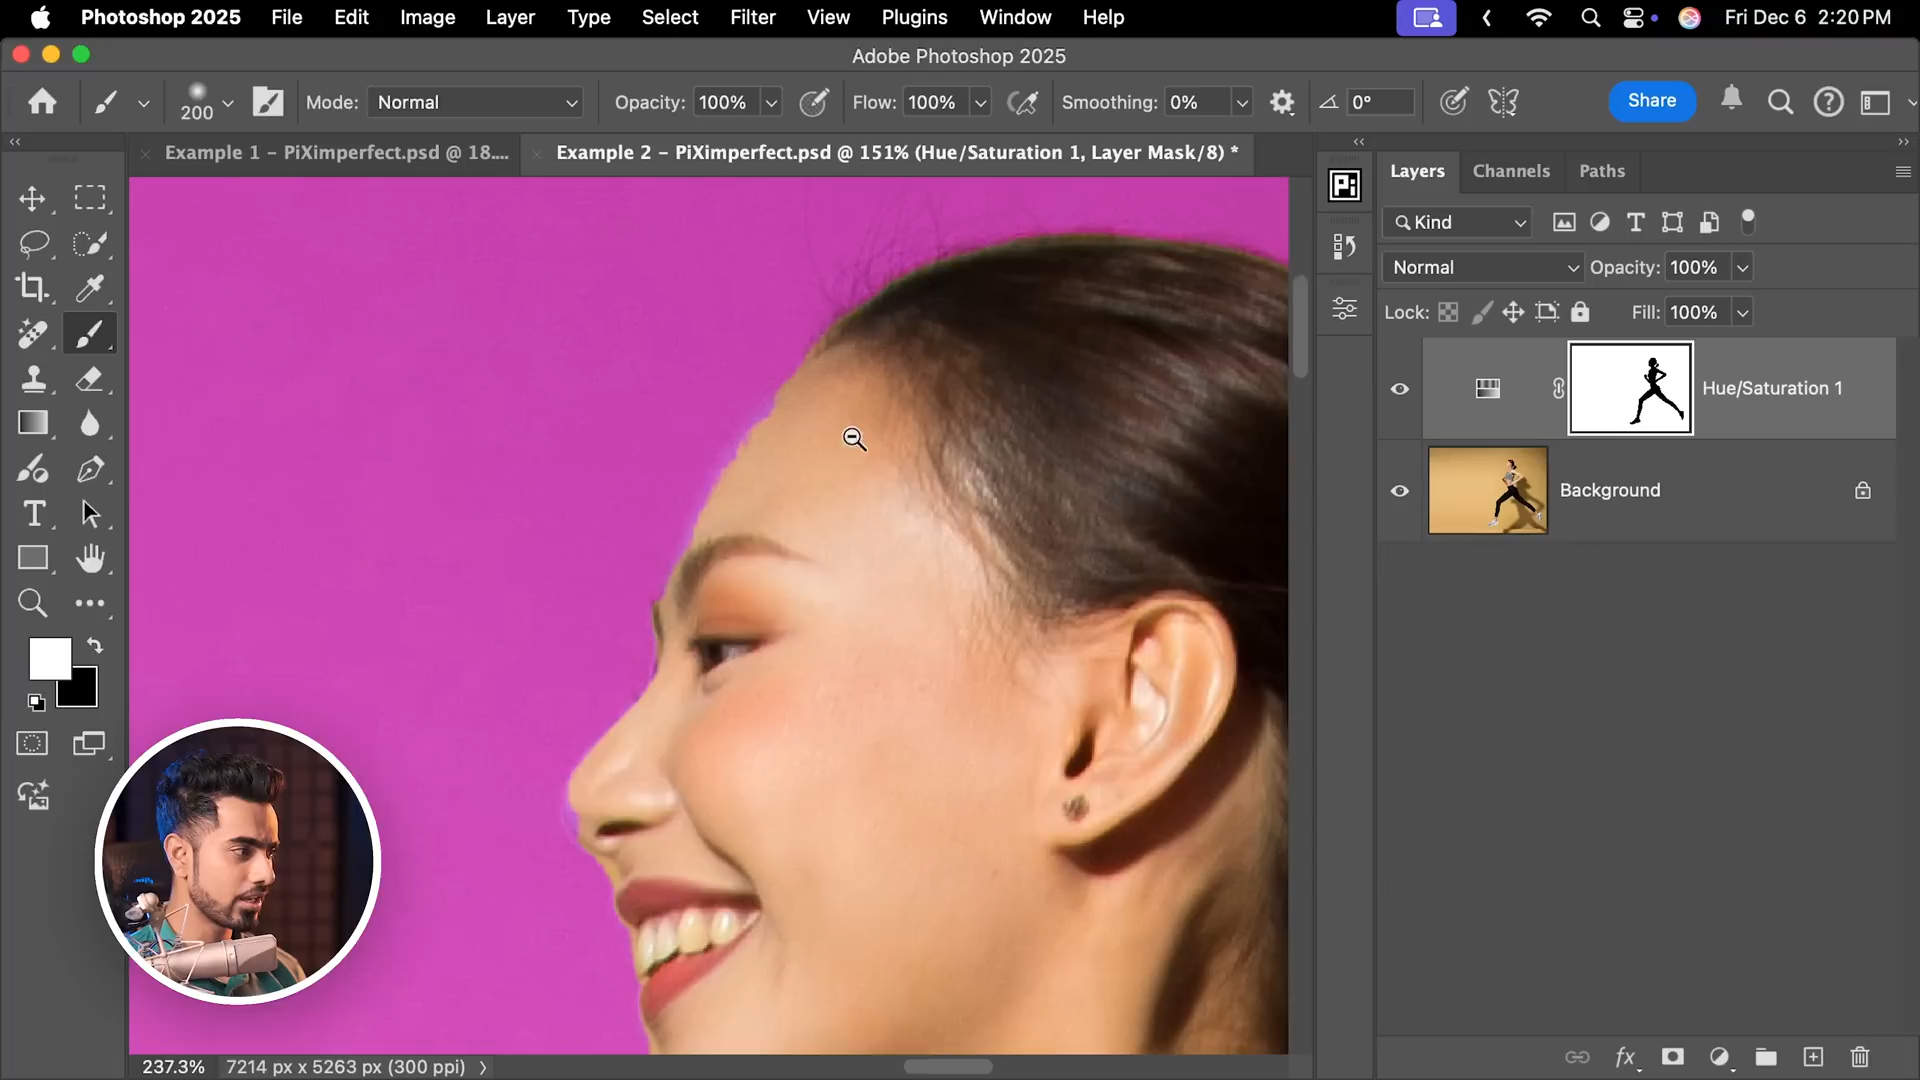 Photoshop 2025 File Edit Image Layer Type Select Filter View Plugins Window Help Fri Dec 6 2:20 PM
Adobe Photoshop 2025
200 Mode: Normal Opacity: 100% Flow: 100% Smoothing: 0% 0° Share
Example 1 – PiXimperfect.psd @ 18.... Example 2 – PiXimperfect.psd @ 151% (Hue/Saturation 1, Layer Mask/8) *
Pi
Layers Channels Paths
Kind
Normal Opacity: 100%
Lock: Fill: 100%
Hue/Saturation 1
Background
237.3% 7214 px x 5263 px (300 ppi)
fx